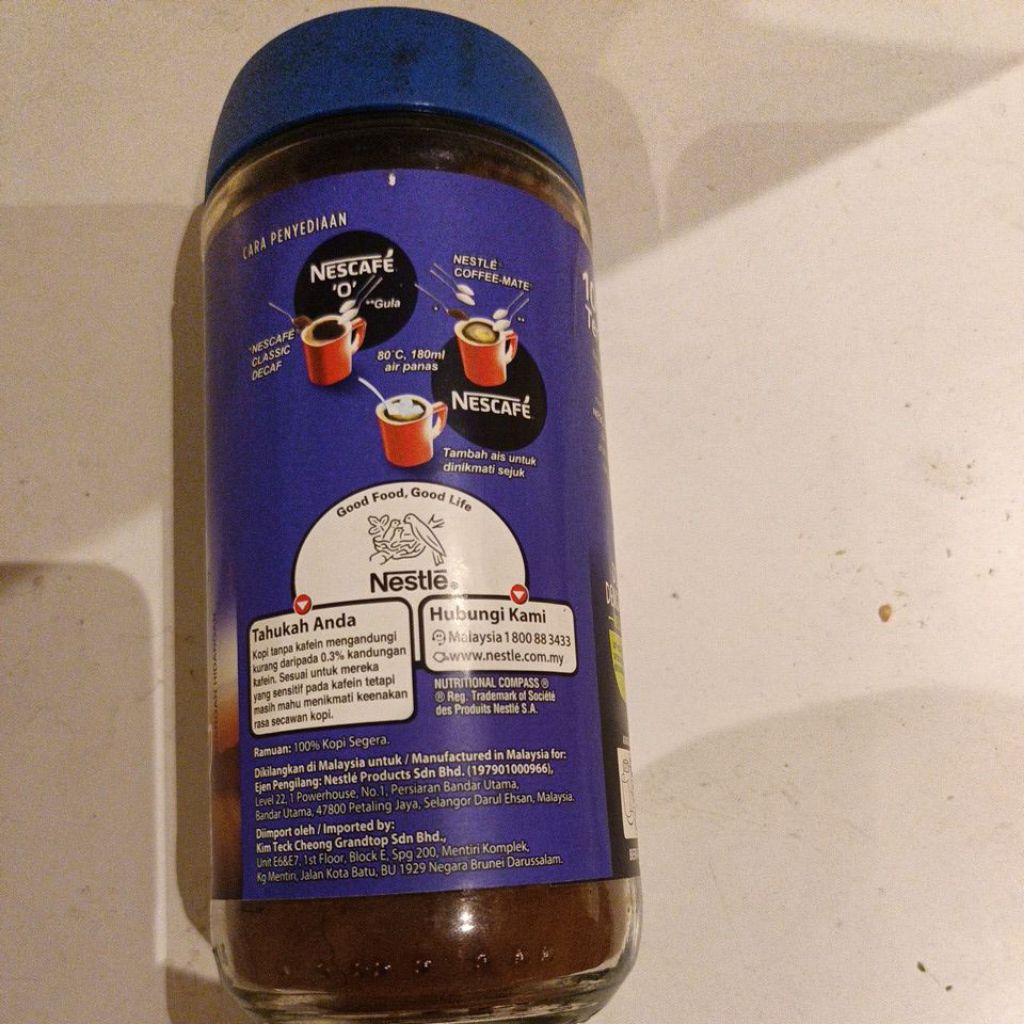 CARA PENYEDIAAN
NESCAFÉ
'O'
**Gula
*NESCAFÉ
CLASSIC
DECAF
NESTLÉ
COFFEE-MATE
*
**
80°C, 180ml
air panas
NESCAFÉ
Tambah ais untuk
dinikmati sejuk
Good Food, Good Life
Nestlé®
Tahukah Anda
Kopi tanpa kafein mengandungi
kurang daripada 0.3% kandungan
kafein. Sesuai untuk mereka
yang sensitif pada kafein tetapi
masih mahu menikmati keenakan
rasa secawan kopi.
Hubungi Kami
Malaysia 1 800 88 3433
www.nestle.com.my
NUTRITIONAL COMPASS ®
® Reg. Trademark of Société
des Produits Nestlé S.A.
Ramuan: 100% Kopi Segera.
Dikilangkan di Malaysia untuk / Manufactured in Malaysia for:
Ejen Pengilang: Nestlé Products Sdn Bhd. (197901000966),
Level 22, 1 Powerhouse, No.1, Persiaran Bandar Utama,
Bandar Utama, 47800 Petaling Jaya, Selangor Darul Ehsan, Malaysia.
Diimport oleh / Imported by:
Kim Teck Cheong Grandtop Sdn Bhd.,
Unit E6&E7, 1st Floor, Block E, Spg 200, Mentiri Komplek,
Kg Mentiri, Jalan Kota Batu, BU 1929 Negara Brunei Darussalam.